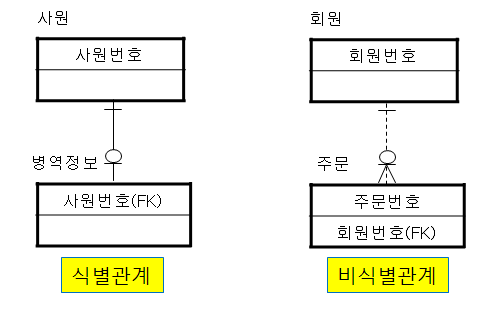 사원
사원번호
병역정보
사원번호(FK)
식별관계
회원
회원번호
주문
주문번호
회원번호(FK)
비식별관계